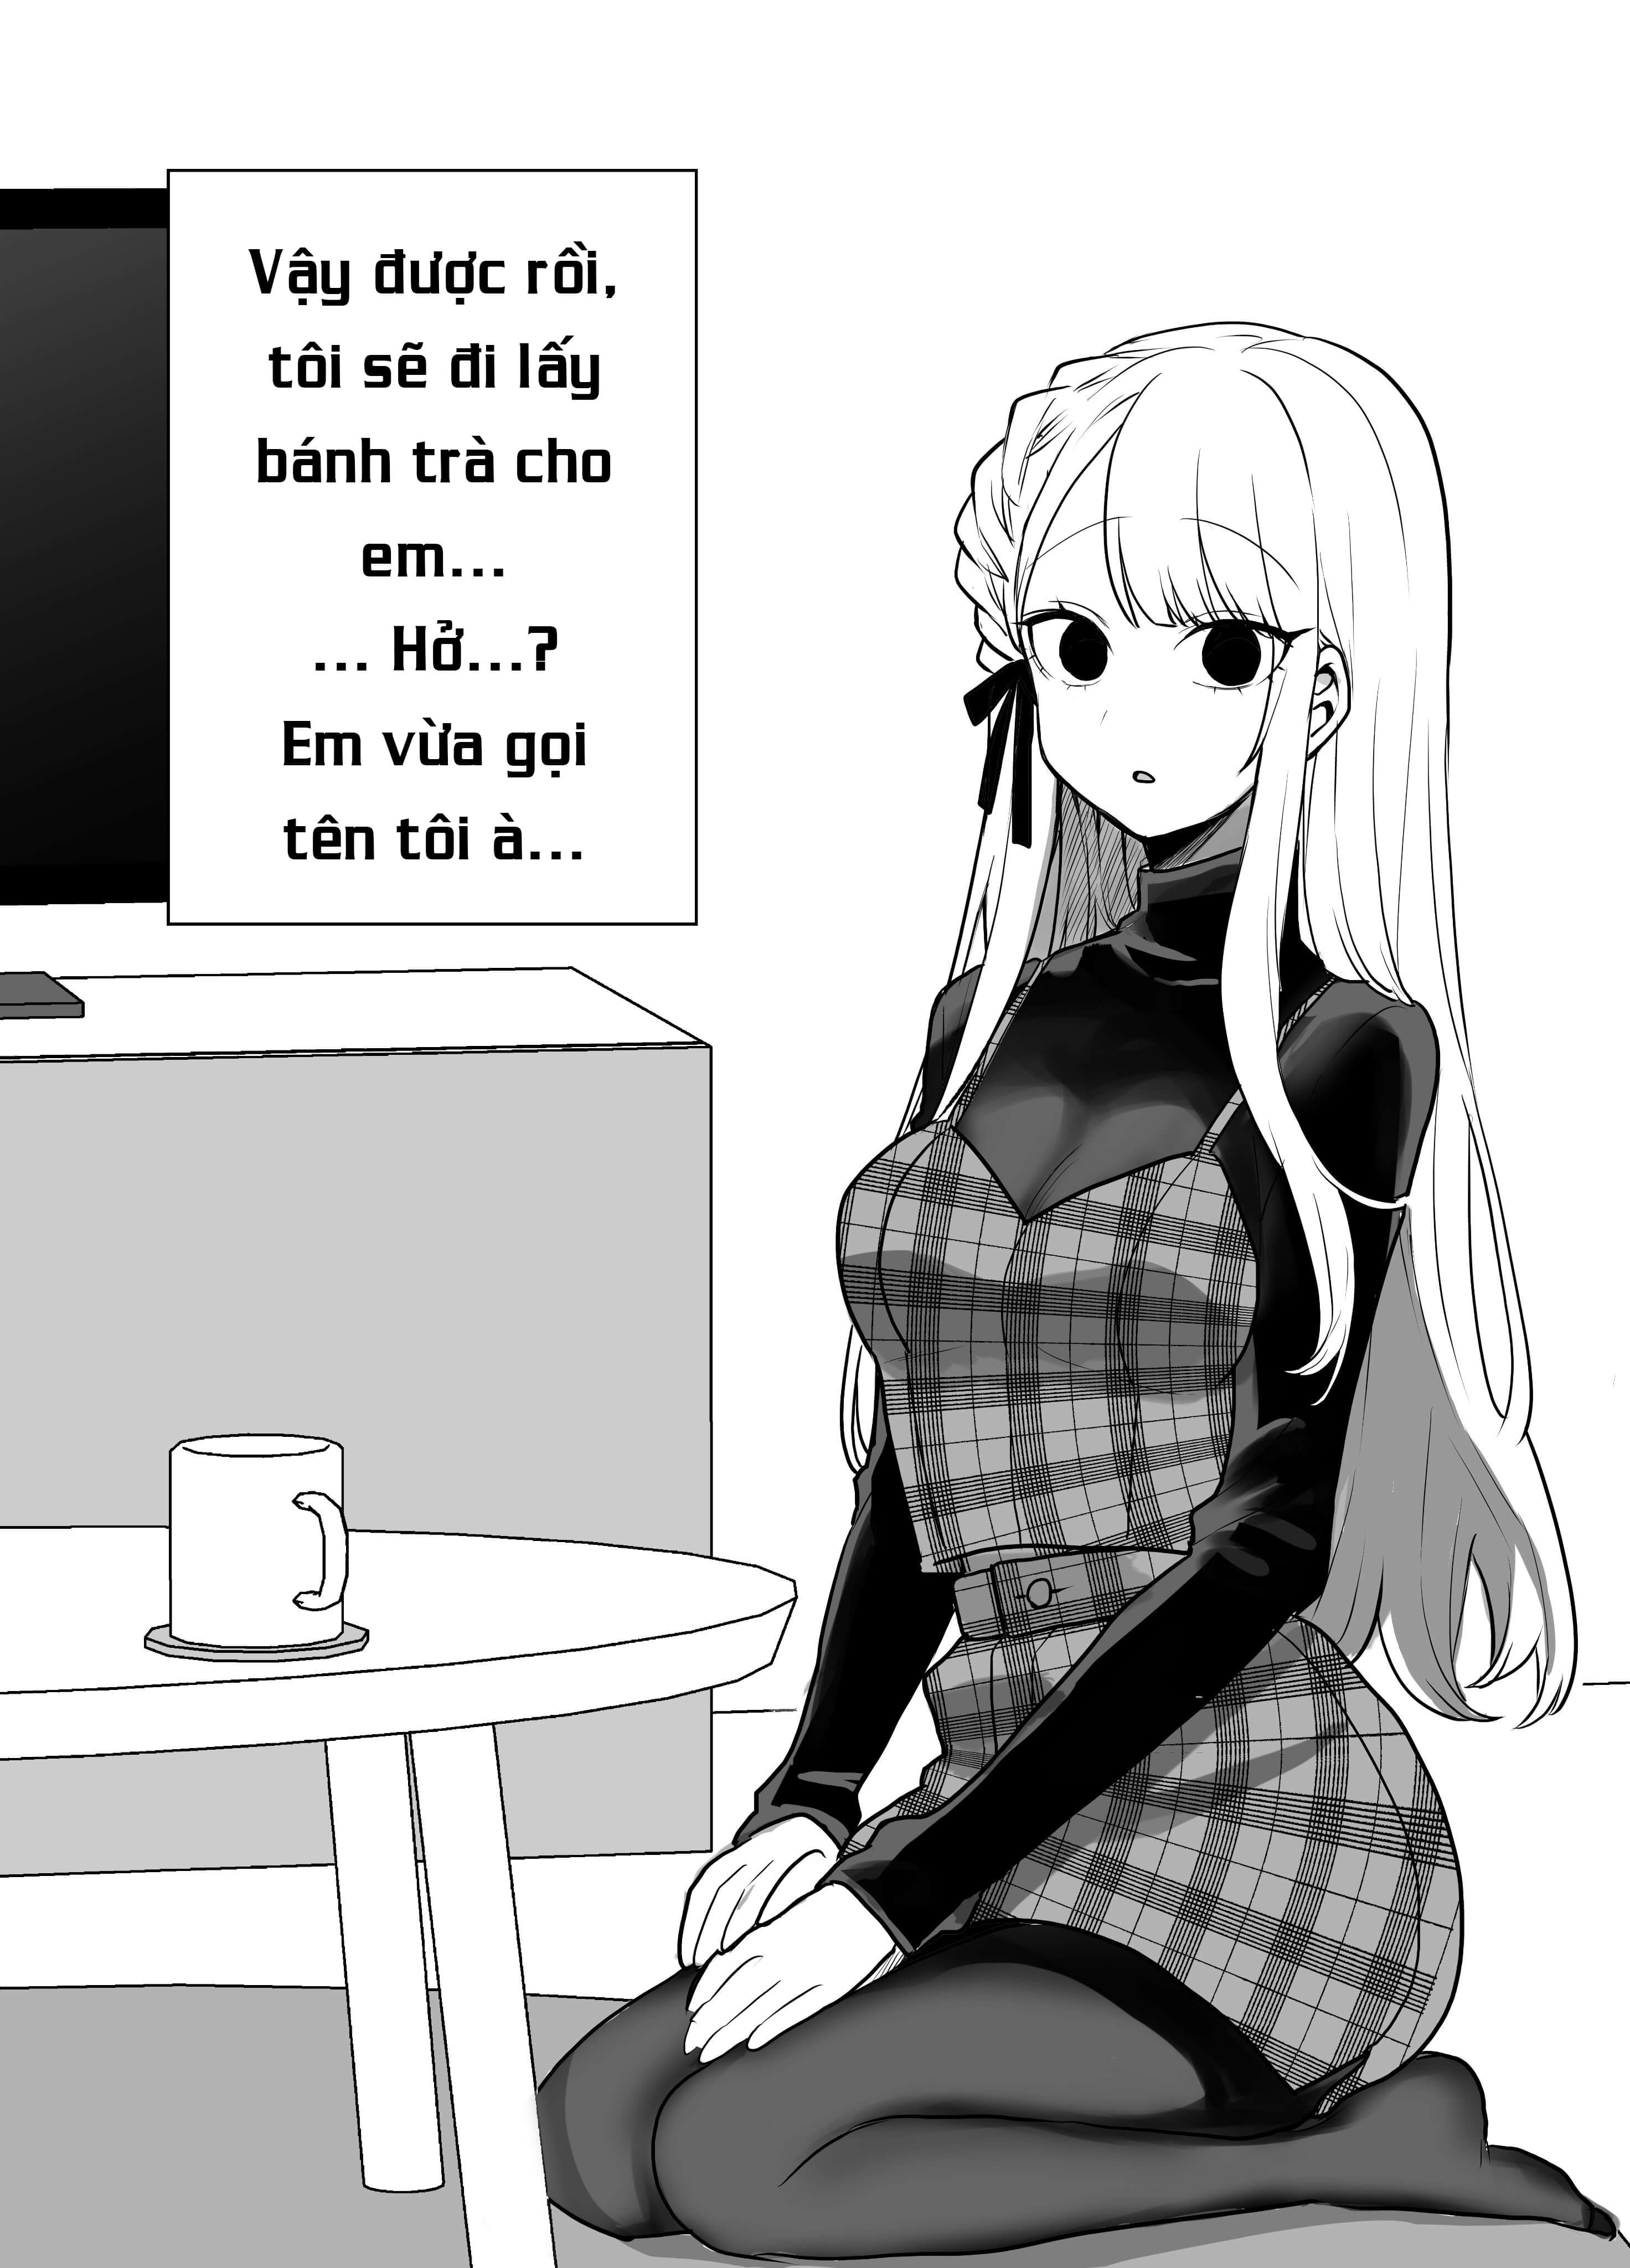 Vậy được rồi,
tôi sẽ đi lấy
bánh trà cho
em...
... Hở...?
Em vừa gọi
tên tôi à...